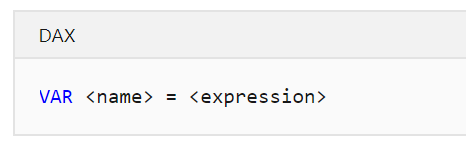 DAX
VAR <name> = <expression>